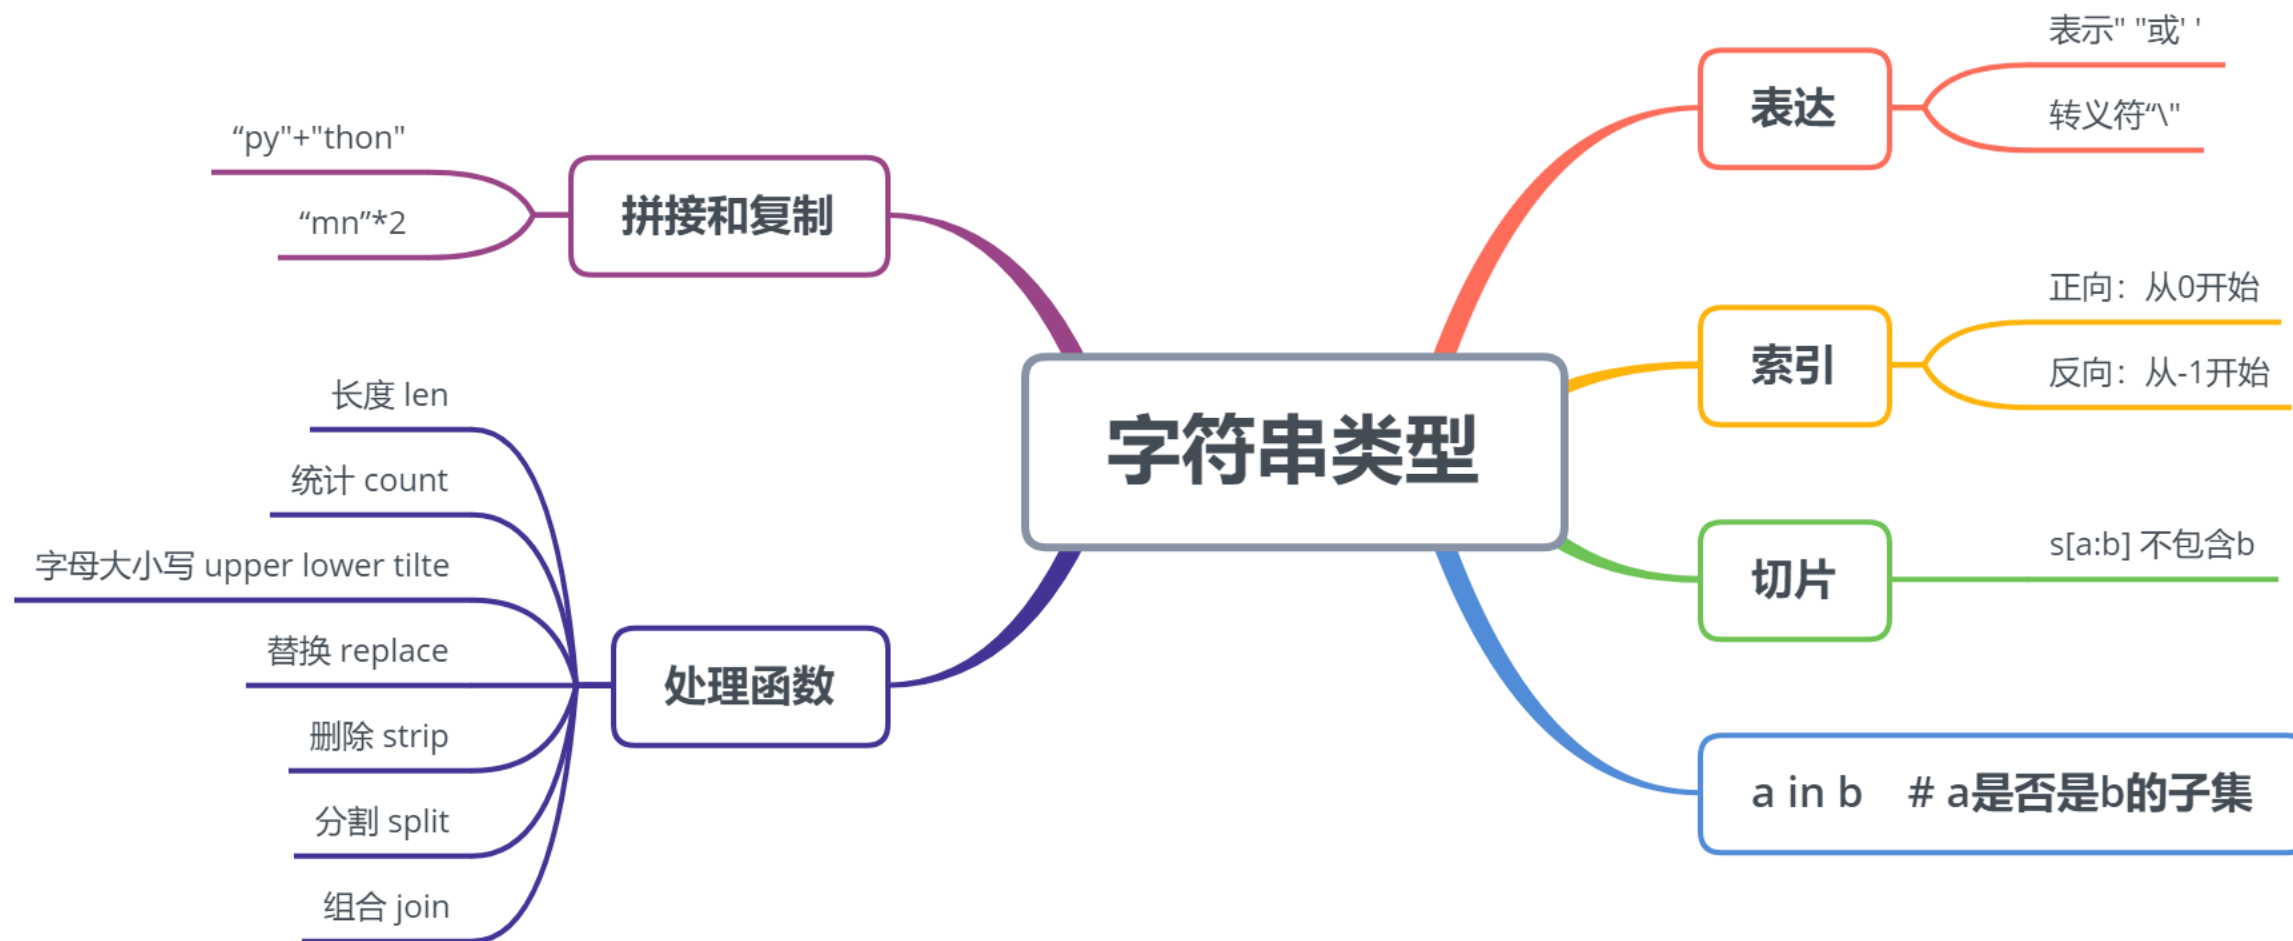 字符串类型
表达
表示" "或' '
转义符“\"
索引
正向：从0开始
反向：从-1开始
切片
s[a:b] 不包含b
a in b    # a是否是b的子集
拼接和复制
“py"+"thon"
“mn”*2
处理函数
长度 len
统计 count
字母大小写 upper lower tilte
替换 replace
删除 strip
分割 split
组合 join